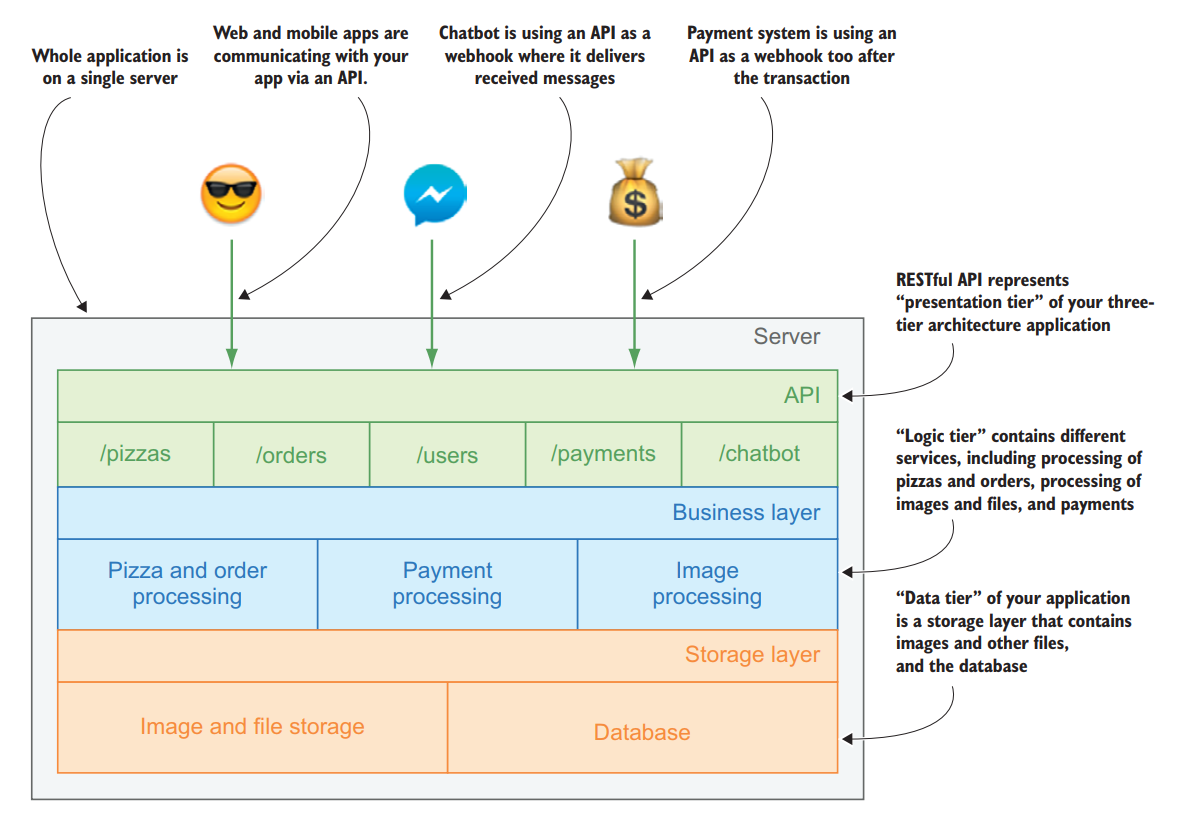 Whole application is
on a single server
Web and mobile apps are
communicating with your
app via an API.
Chatbot is using an API as a
webhook where it delivers
received messages
Payment system is using an
API as a webhook too after
the transaction
$
RESTful API represents
“presentation tier” of your three-
tier architecture application
Server
API
/pizzas
/orders
/users
/payments
/chatbot
“Logic tier” contains different
services, including processing of
pizzas and orders, processing of
images and files, and payments
Business layer
Pizza and order
processing
Payment
processing
Image
processing
“Data tier” of your application
is a storage layer that contains
images and other files,
and the database
Storage layer
Image and file storage
Database